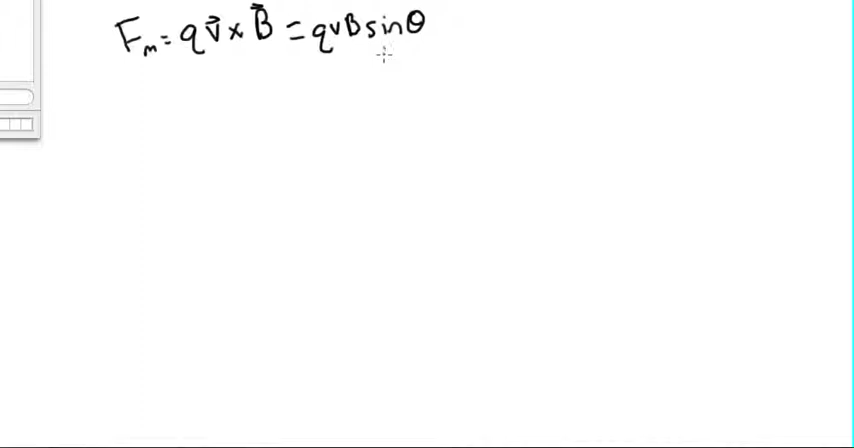 Fₘ = qv⃗ × B⃗ = qvBsinθ